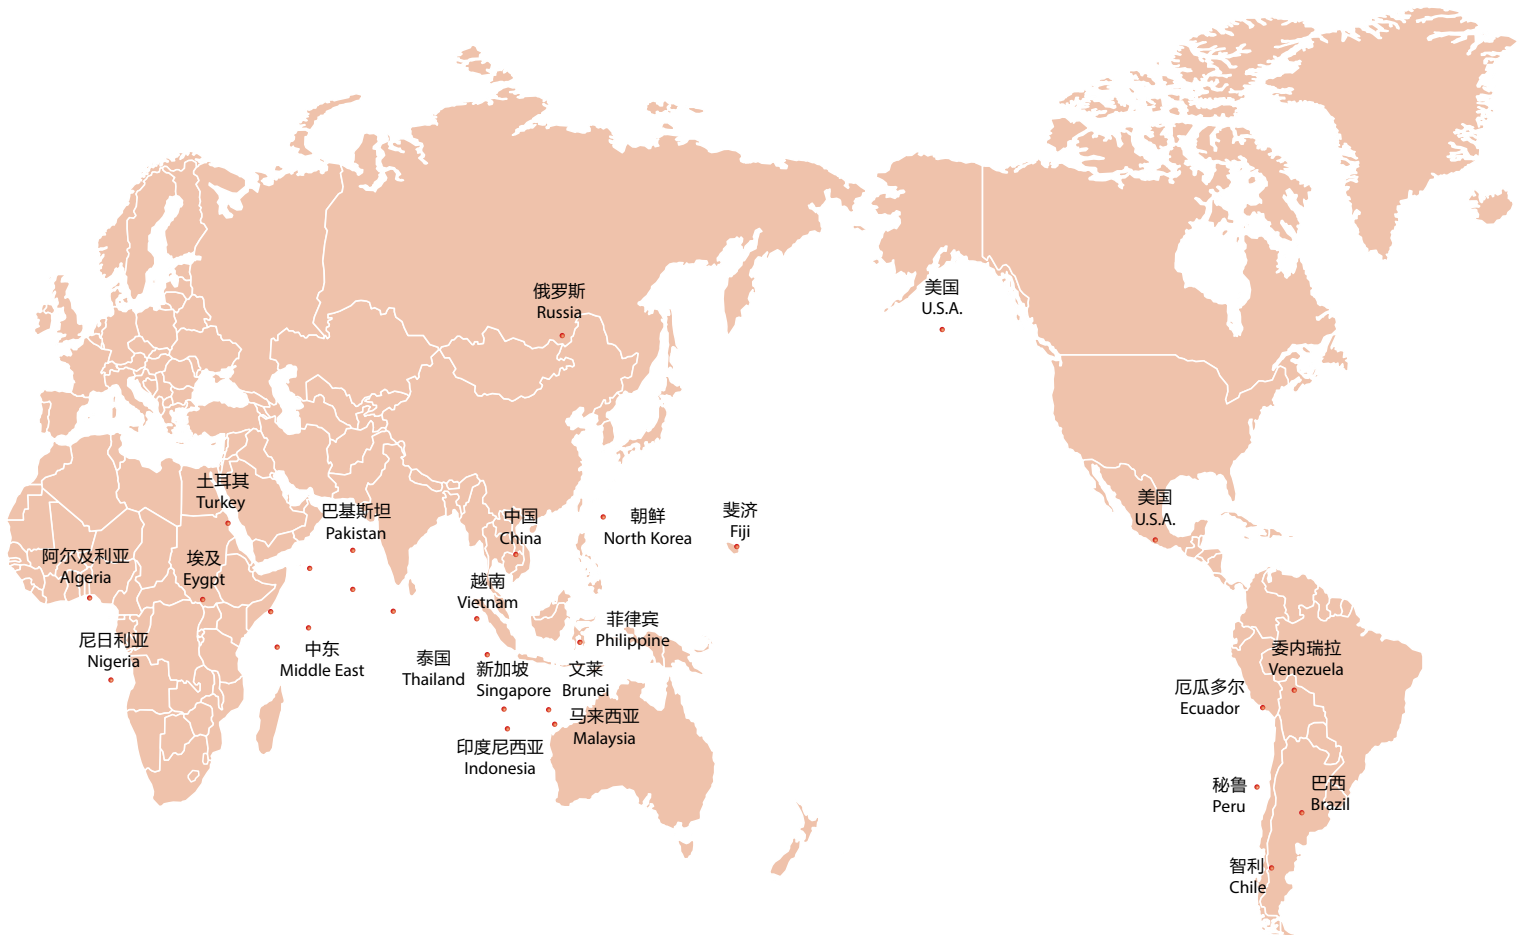 美国
U.S.A.
俄罗斯
Russia
土耳其
Turkey
巴基斯坦
Pakistan
中国
China
朝鲜
North Korea
斐济
Fiji
美国
U.S.A.
阿尔及利亚
Algeria
埃及
Eygpt
越南
Vietnam
菲律宾
Philippine
尼日利亚
Nigeria
中东
Middle East
泰国
Thailand
新加坡
Singapore
文莱
Brunei
委内瑞拉
Venezuela
厄瓜多尔
Ecuador
马来西亚
Malaysia
印度尼西亚
Indonesia
秘鲁
Peru
巴西
Brazil
智利
Chile